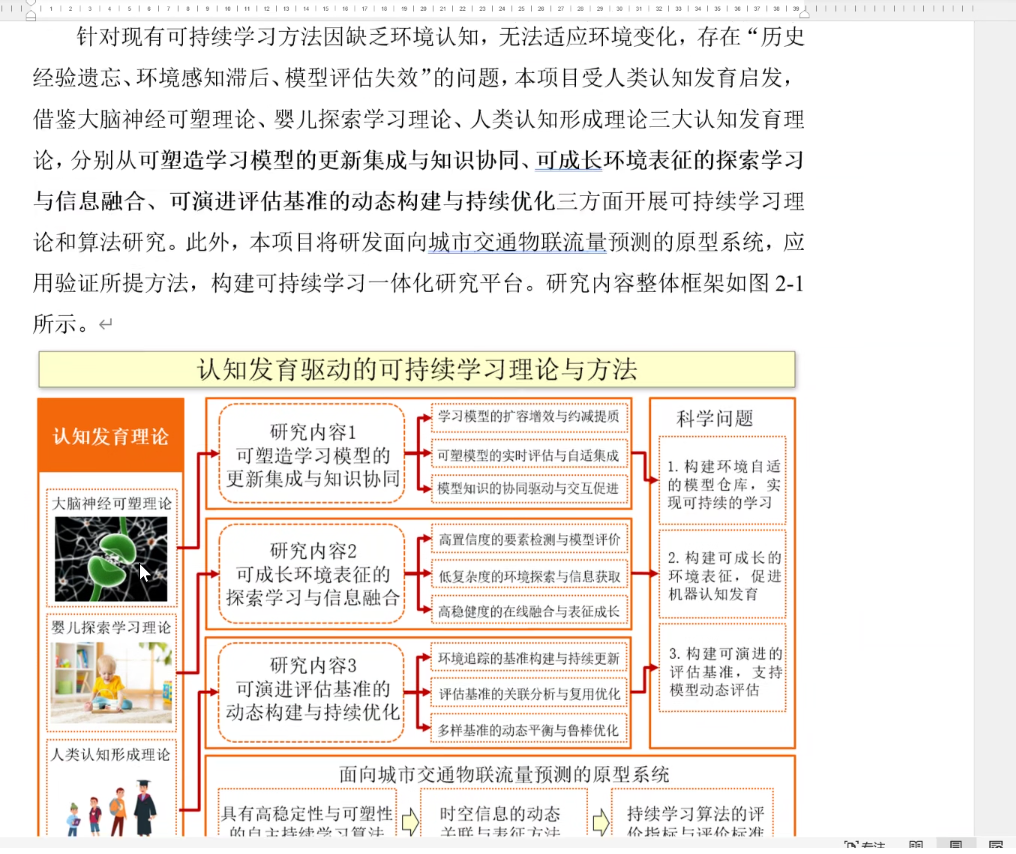 针对现有可持续学习方法因缺乏环境认知，无法适应环境变化，存在“历史
经验遗忘、环境感知滞后、模型评估失效”的问题，本项目受人类认知发育启发，
借鉴大脑神经可塑理论、婴儿探索学习理论、人类认知形成理论三大认知发育理
论，分别从可塑造学习模型的更新集成与知识协同、可成长环境表征的探索学习
与信息融合、可演进评估基准的动态构建与持续优化三方面开展可持续学习理
论和算法研究。此外，本项目将研发面向城市交通物联流量预测的原型系统，应
用验证所提方法，构建可持续学习一体化研究平台。研究内容整体框架如图 2-1
所示。
认知发育驱动的可持续学习理论与方法
认知发育理论
大脑神经可塑理论
婴儿探索学习理论
人类认知形成理论
研究内容1
可塑造学习模型的
更新集成与知识协同
学习模型的扩容增效与约减提质
可塑模型的实时评估与自适集成
模型知识的协同驱动与交互促进
研究内容2
可成长环境表征的
探索学习与信息融合
高置信度的要素检测与模型评价
低复杂度的环境探索与信息获取
高稳健度的在线融合与表征成长
研究内容3
可演进评估基准的
动态构建与持续优化
环境追踪的基准构建与持续更新
评估基准的关联分析与复用优化
多样基准的动态平衡与鲁棒优化
科学问题
1. 构建环境自适
的模型仓库，实
现可持续的学习
2. 构建可成长的
环境表征，促进
机器认知发育
3. 构建可演进的
评估基准，支持
模型动态评估
面向城市交通物联流量预测的原型系统
具有高稳定性与可塑性
的自主持续学习算法
时空信息的动态
关联与表征方法
持续学习算法的评
价指标与评价标准
专注